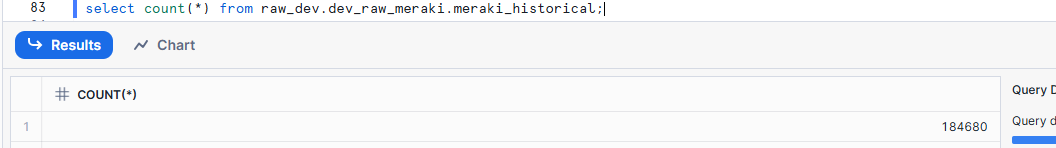 83 select count(*) from raw_dev.dev_raw_meraki.meraki_historical;
Results Chart
COUNT(*) Query D
1 184680 Query d